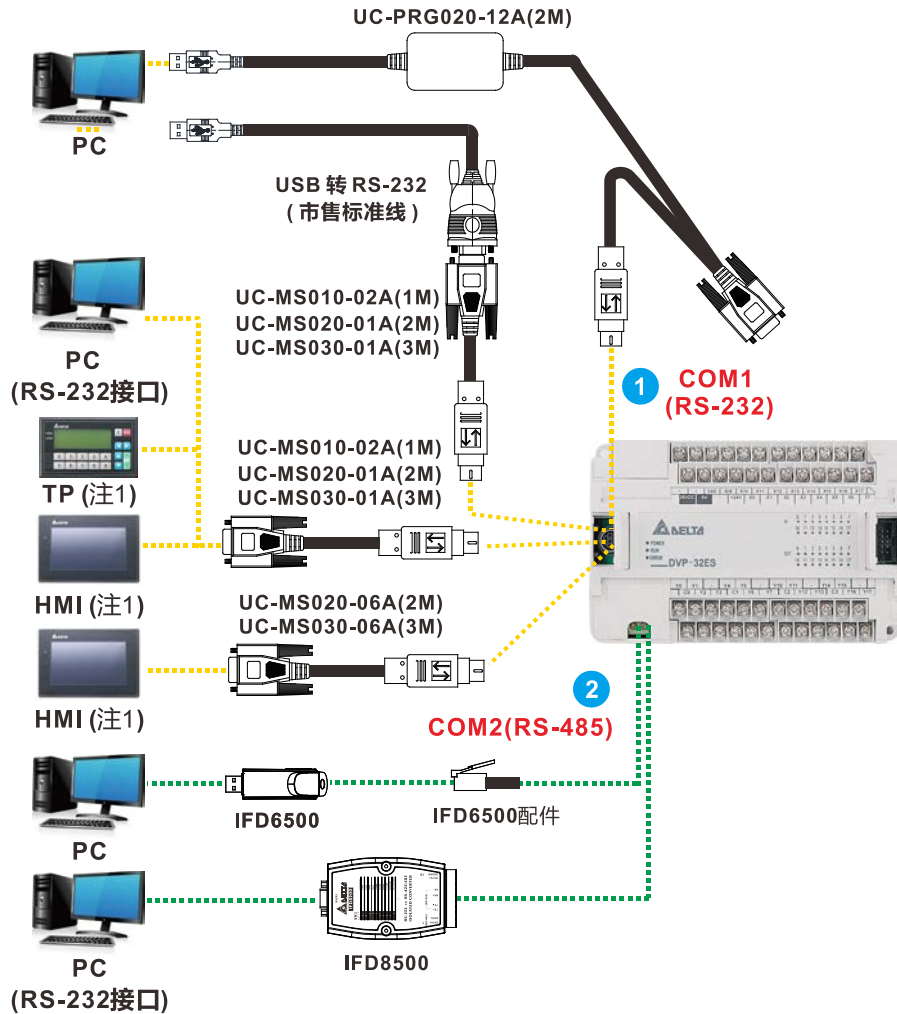 UC-PRG020-12A(2M)
PC
USB 转 RS-232
(市售标准线)
UC-MS010-02A(1M)
UC-MS020-01A(2M)
UC-MS030-01A(3M)
PC
(RS-232接口)
1
COM1
(RS-232)
TP (注1)
UC-MS010-02A(1M)
UC-MS020-01A(2M)
UC-MS030-01A(3M)
DELTA
POWER
RUN
ERROR
DVP-32ES
HMI (注1)
UC-MS020-06A(2M)
UC-MS030-06A(3M)
HMI (注1)
2
COM2(RS-485)
PC
IFD6500
IFD6500配件
DELTA
IFD8500
PC
(RS-232接口)